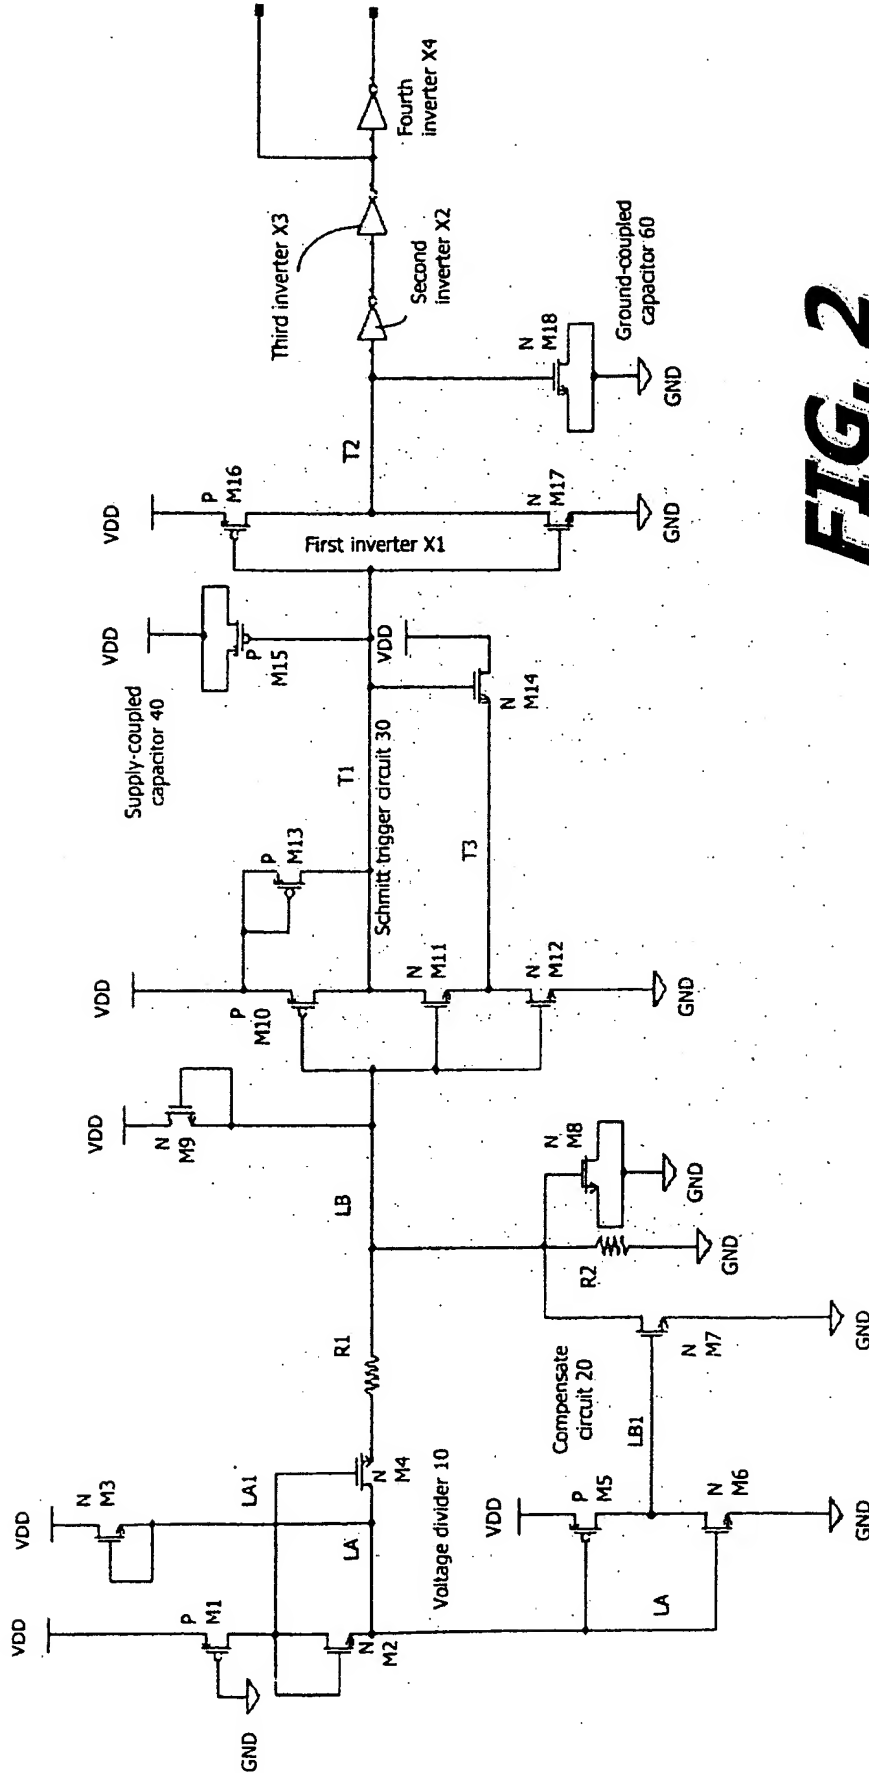 VDD
P
M1
GND
N
M2
VDD
N
M3
LA1
LA
N
M4
Voltage divider 10
R1
LB
VDD
P
M5
LA
N
M6
GND
LB1
Compensate
circuit 20
N
M7
GND
R2
GND
N
M8
GND
VDD
N
M9
VDD
P
M10
P
M13
N
M11
N
M12
GND
Schmitt trigger circuit 30
T1
T3
Supply-coupled
capacitor 40
VDD
P
M15
VDD
N
M14
VDD
P
M16
First inverter X1
N
M17
GND
T2
Third inverter X3
Second
inverter X2
N
M18
GND
Ground-coupled
capacitor 60
Fourth
inverter X4
FIG. 2